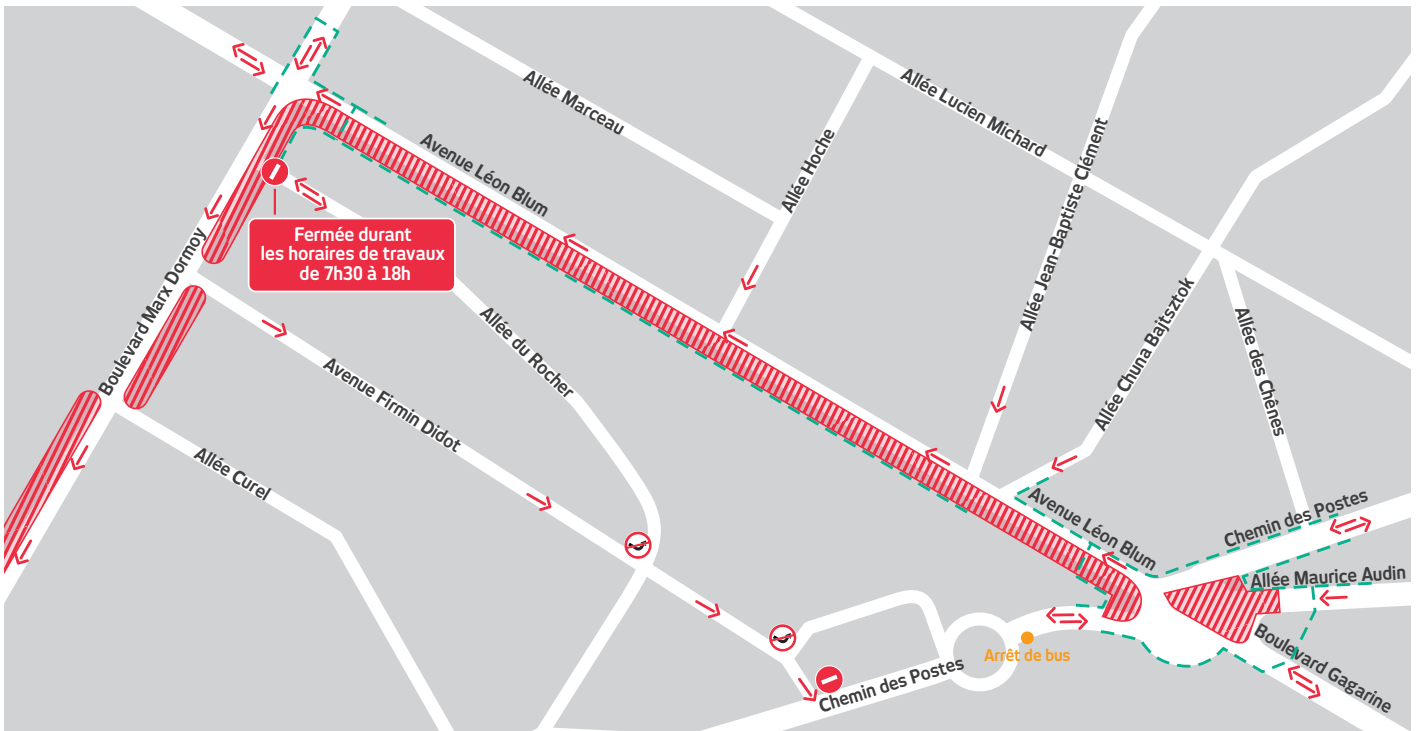 Allée Marceau
Allée Lucien Michard
Avenue Léon Blum
Allée Hoche
Allée Jean-Baptiste Clément
Fermée durant
les horaires de travaux
de 7h30 à 18h
Boulevard Marx Dormoy
Allée du Rocher
Allée Chuna Bajtsztok
Allée des Chênes
Avenue Firmin Didot
Allée Curel
Avenue Léon Blum
Chemin des Postes
Allée Maurice Audin
Boulevard Gagarine
Arrêt de bus
Chemin des Postes